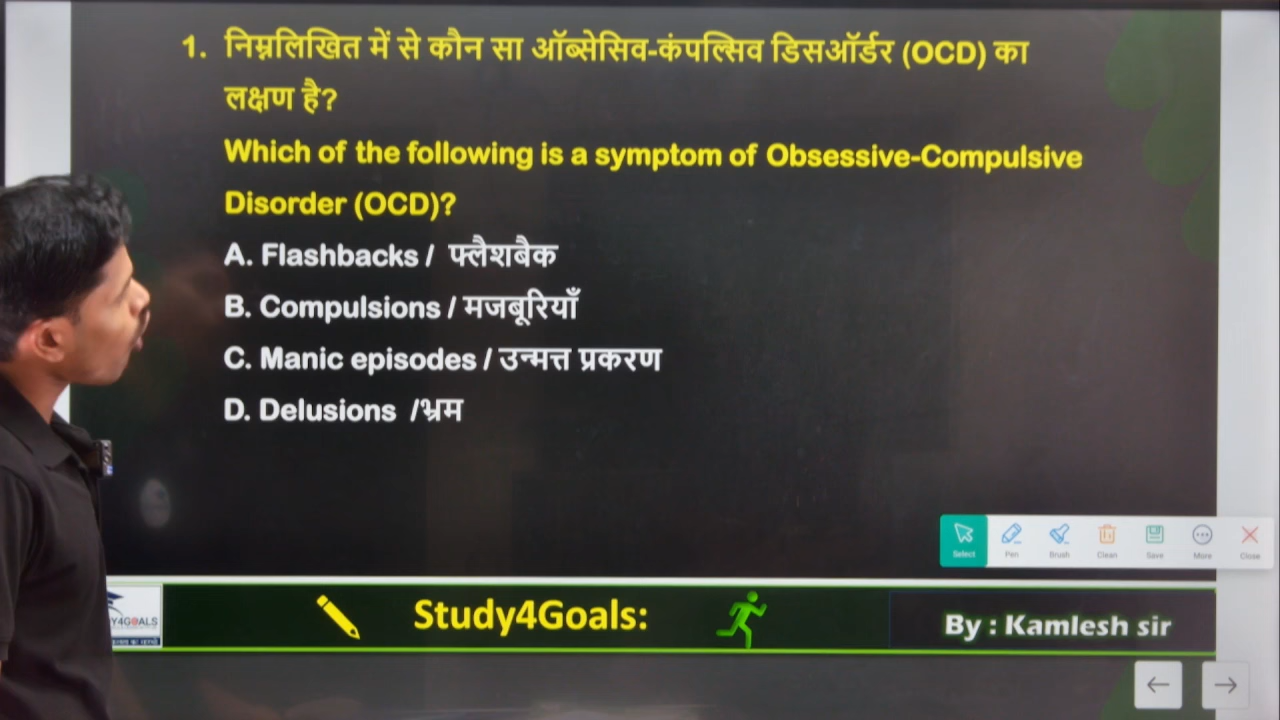 1. निम्नलिखित में से कौन सा ऑब्सेसिव-कंपल्सिव डिसऑर्डर (OCD) का
लक्षण है?
Which of the following is a symptom of Obsessive-Compulsive
Disorder (OCD)?
A. Flashbacks / फ्लैशबैक
B. Compulsions / मजबूरियाँ
C. Manic episodes / उन्मत्त प्रकरण
D. Delusions /भ्रम
Select Pen Brush Clean Save More Close
Y4GOALS
Study4Goals:
By : Kamlesh sir